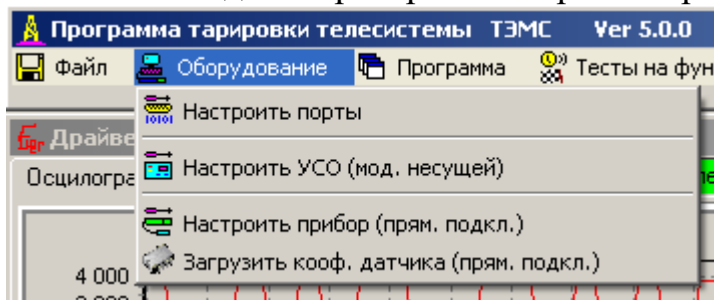 Программа тарировки телесистемы ТЭМС Ver 5.0.0
Файл Оборудование Программа Тесты на фун
Настроить порты
Драйве
Настроить УСО (мод. несущей)
Осцилогра
Настроить прибор (прям. подкл.)
Загрузить кооф. датчика (прям. подкл.)
4 000